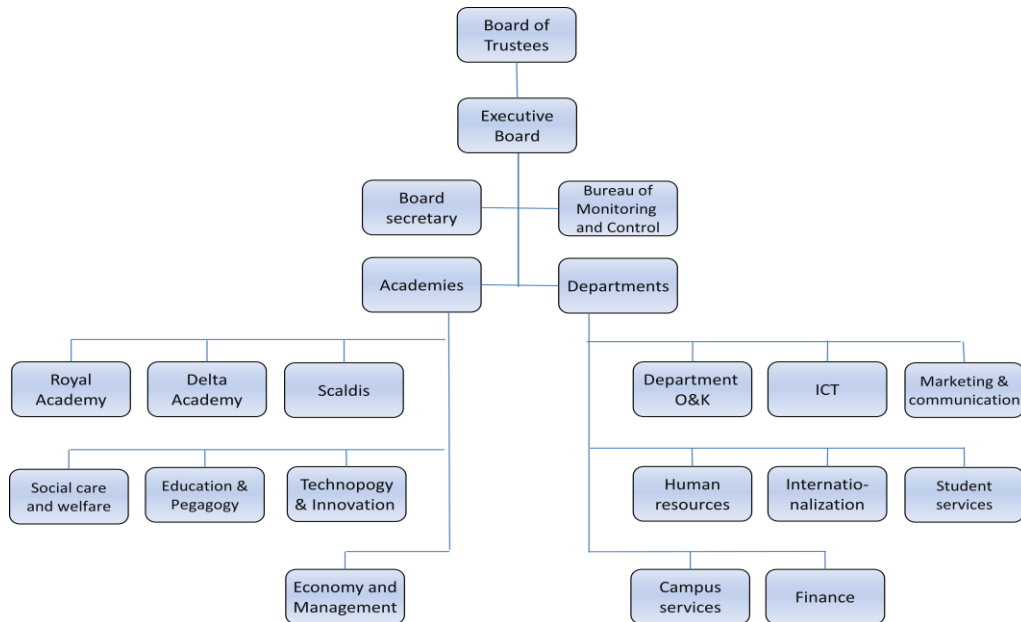 Board of
Trustees
Executive
Board
Board
secretary
Bureau of
Monitoring
and Control
Academies
Departments
Royal
Academy
Delta
Academy
Scaldis
Department
O&K
ICT
Marketing &
communication
Social care
and welfare
Education &
Pegagogy
Technopogy
& Innovation
Human
resources
Internatio-
nalization
Student
services
Economy and
Management
Campus
services
Finance